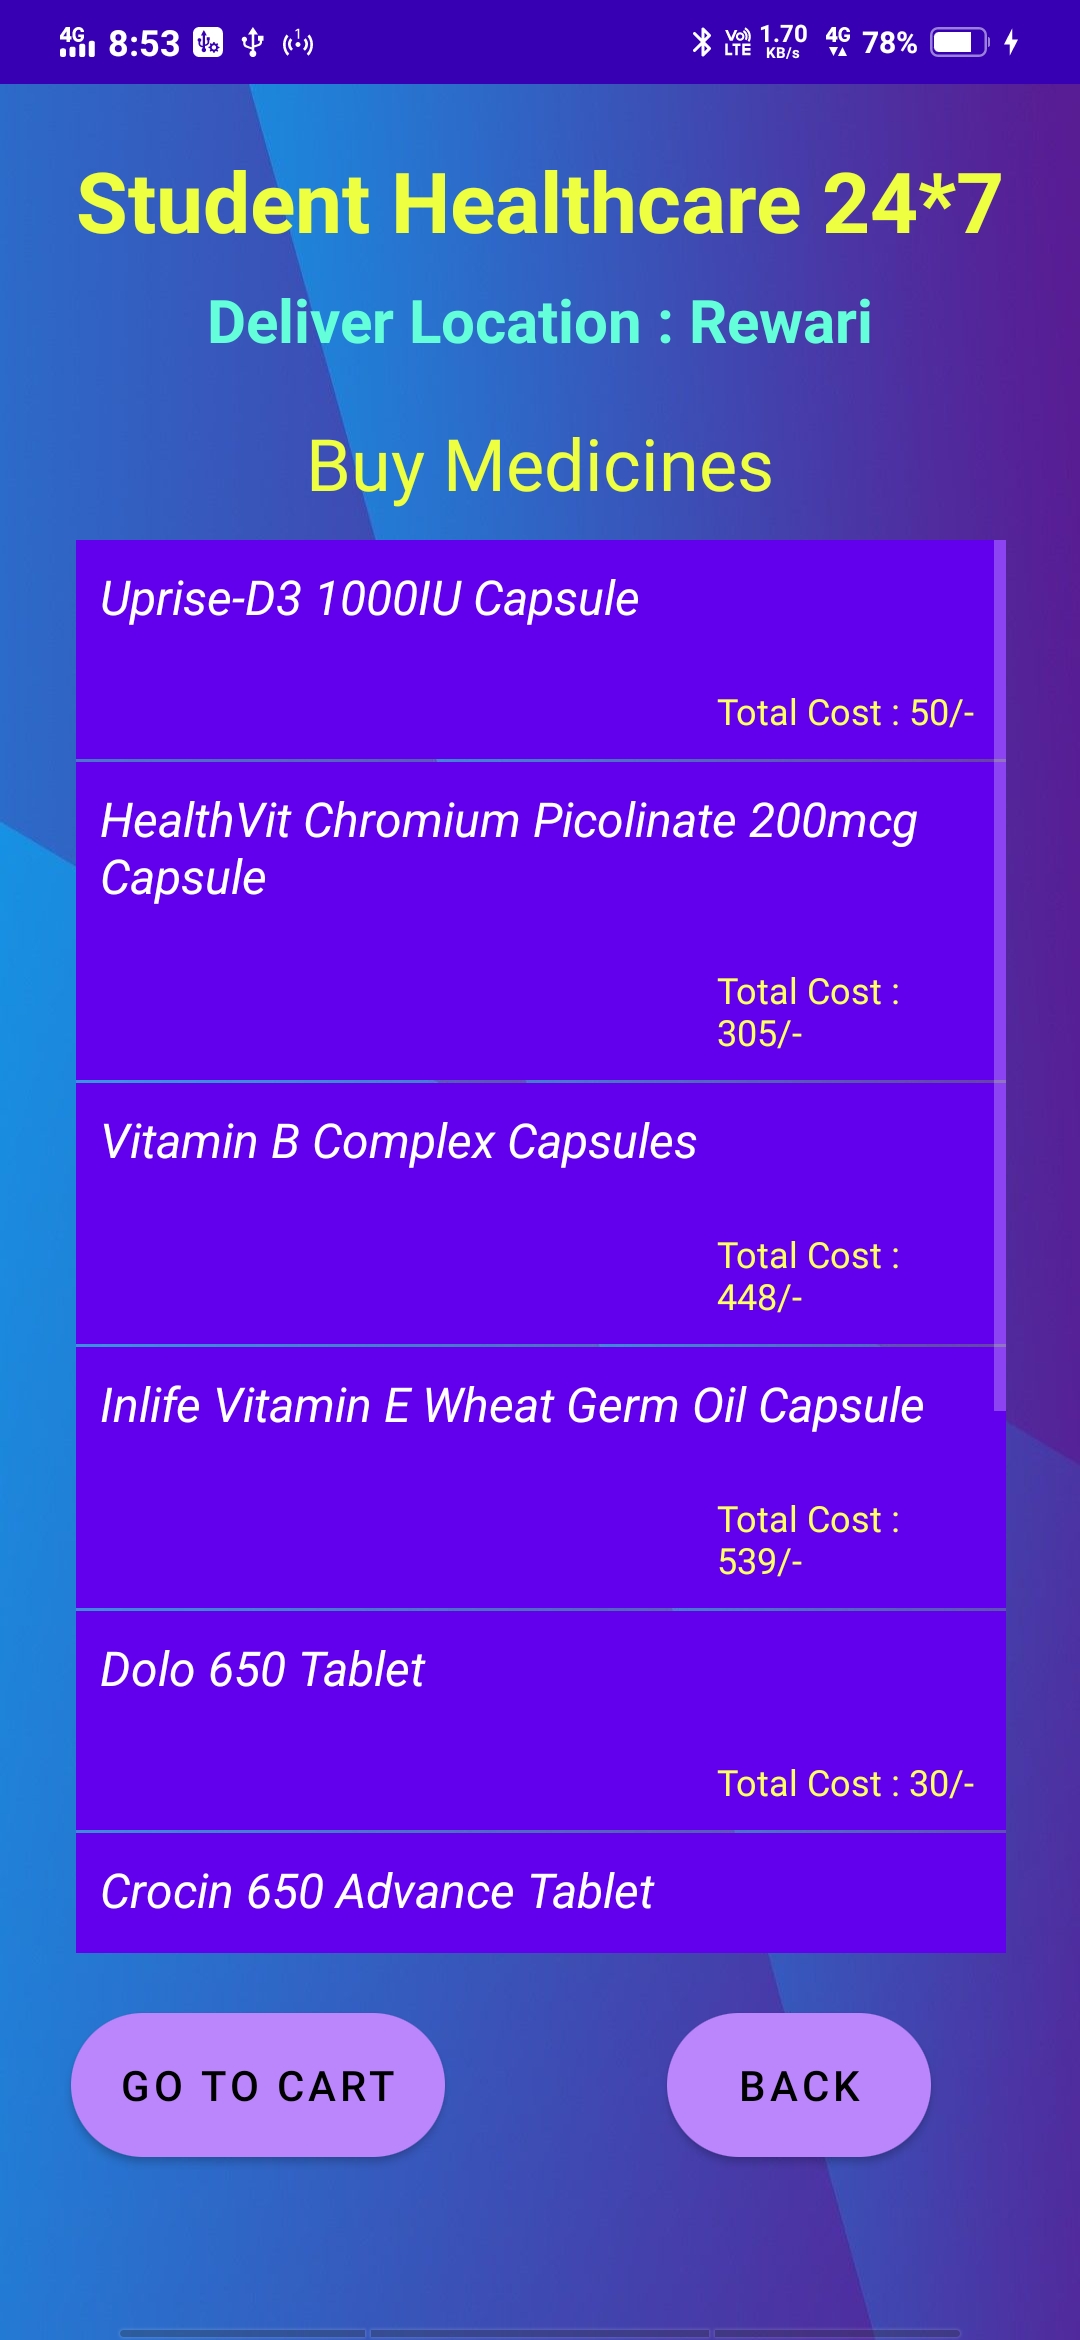 4G 8:53 1 Vo) LTE 1.70 KB/s 4G 78%
Student Healthcare 24*7
Deliver Location : Rewari
Buy Medicines
Uprise-D3 1000IU Capsule
Total Cost : 50/-
HealthVit Chromium Picolinate 200mcg
Capsule
Total Cost :
305/-
Vitamin B Complex Capsules
Total Cost :
448/-
Inlife Vitamin E Wheat Germ Oil Capsule
Total Cost :
539/-
Dolo 650 Tablet
Total Cost : 30/-
Crocin 650 Advance Tablet
GO TO CART BACK